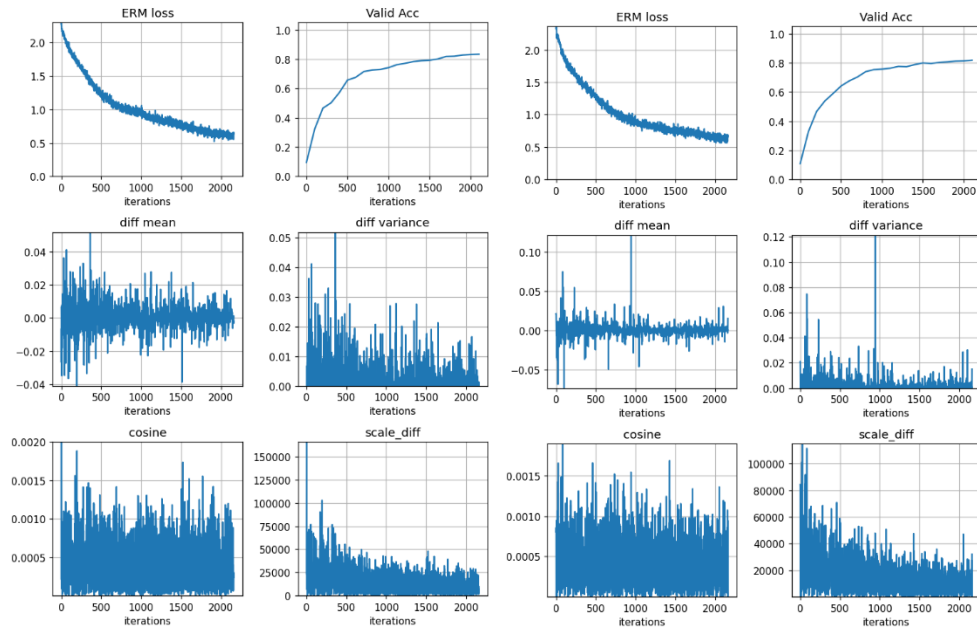 ERM loss
2.0
1.5
1.0
0.5
0.0
0 500 1000 1500 2000
iterations
Valid Acc
1.0
0.8
0.6
0.4
0.2
0.0
0 500 1000 1500 2000
iterations
ERM loss
2.0
1.5
1.0
0.5
0.0
0 500 1000 1500 2000
iterations
Valid Acc
1.0
0.8
0.6
0.4
0.2
0.0
0 500 1000 1500 2000
iterations
diff mean
0.04
0.02
0.00
−0.02
−0.04
0 500 1000 1500 2000
iterations
diff variance
0.05
0.04
0.03
0.02
0.01
0.00
0 500 1000 1500 2000
iterations
diff mean
0.10
0.05
0.00
−0.05
0 500 1000 1500 2000
iterations
diff variance
0.12
0.10
0.08
0.06
0.04
0.02
0.00
0 500 1000 1500 2000
iterations
cosine
0.0020
0.0015
0.0010
0.0005
0 500 1000 1500 2000
iterations
scale_diff
150000
125000
100000
75000
50000
25000
0
0 500 1000 1500 2000
iterations
cosine
0.0015
0.0010
0.0005
0 500 1000 1500 2000
iterations
scale_diff
100000
80000
60000
40000
20000
0 500 1000 1500 2000
iterations